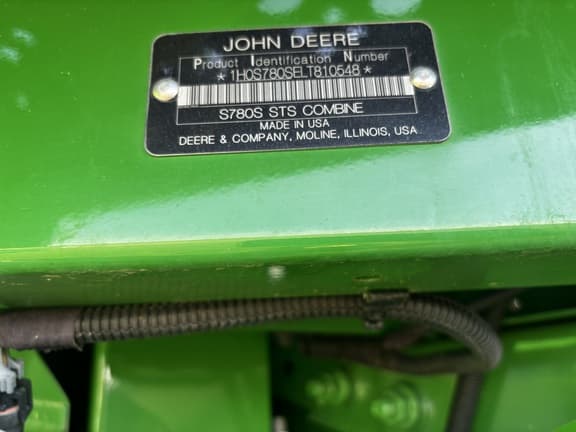 JOHN DEERE
Product Identification Number
*1H0S780SELT810548*
S780S STS COMBINE
MADE IN USA
DEERE & COMPANY, MOLINE, ILLINOIS, USA